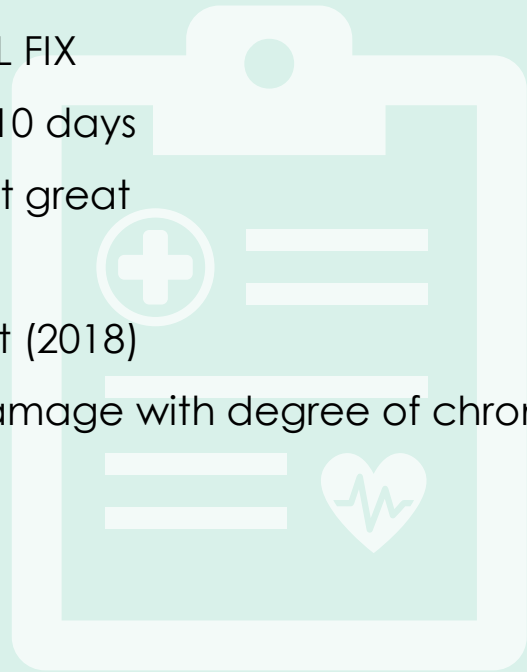 L FIX
10 days
t great
t (2018)
amage with degree of chron